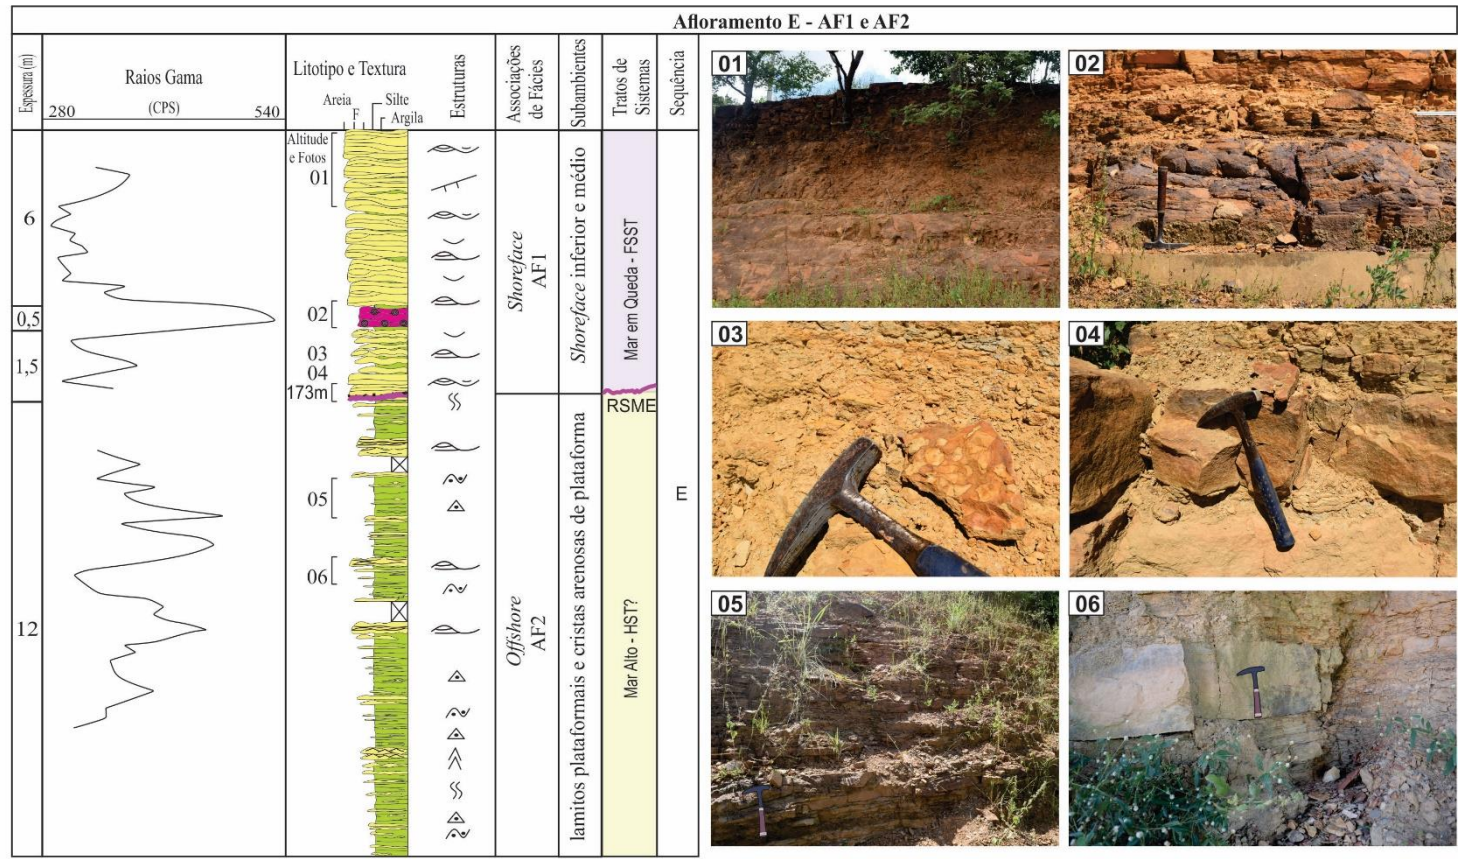 Afloramento E - AF1 e AF2
Espessura (m)
Raios Gama
(CPS)
280
540
Litotipo e Textura
Areia
F
Silte
Argila
Estruturas
Associações
de Fácies
Subambientes
Tratos de
Sistemas
Sequência
Altitude
e Fotos
01
6
02
0,5
03
1,5
04
173m
05
06
12
Shoreface
AF1
Offshore
AF2
Shoreface inferior e médio
lamitos plataformais e cristas arenosas de plataforma
Mar em Queda - FSST
RSME
Mar Alto - HST?
E
01
02
03
04
05
06